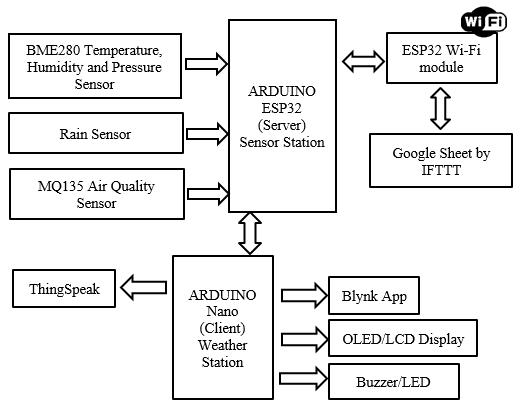 WiFi
BME280 Temperature,
Humidity and Pressure
Sensor
Rain Sensor
MQ135 Air Quality
Sensor
ARDUINO
ESP32
(Server)
Sensor Station
ESP32 Wi-Fi
module
Google Sheet by
IFTTT
ThingSpeak
ARDUINO
Nano
(Client)
Weather
Station
Blynk App
OLED/LCD Display
Buzzer/LED